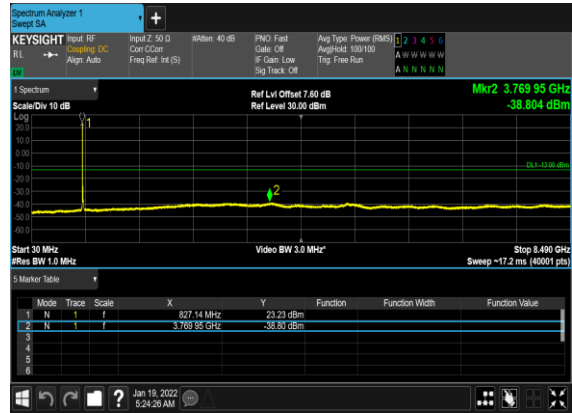 Spectrum Analyzer 1
Swept SA
+
KEYSIGHT
RL
Input: RF
Coupling: DC
Align: Auto
Input Z: 50 Ω
Corr CCorr
Freq Ref: Int (S)
#Atten: 40 dB
PNO: Fast
Gate: Off
IF Gain: Low
Sig Track: Off
Avg Type: Power (RMS)
Avg|Hold: 100/100
Trig: Free Run
1 2 3 4 5 6
A W W W W W
A N N N N N
1 Spectrum
Scale/Div 10 dB
Ref Lvl Offset 7.60 dB
Ref Level 30.00 dBm
Mkr2 3.769 95 GHz
-38.804 dBm
Log
20.0
10.0
0.00
-10.0
-20.0
-30.0
-40.0
-50.0
-60.0
1
2
DL1 -13.00 dBm
Start 30 MHz
#Res BW 1.0 MHz
Video BW 3.0 MHz*
Stop 8.490 GHz
Sweep ~17.2 ms (40001 pts)
5 Marker Table
Mode Trace Scale X Y Function Function Width Function Value
1 N 1 f 827.14 MHz 23.23 dBm
2 N 1 f 3.769 95 GHz -38.80 dBm
3
4
5
6
?
Jan 19, 2022
5:24:26 AM